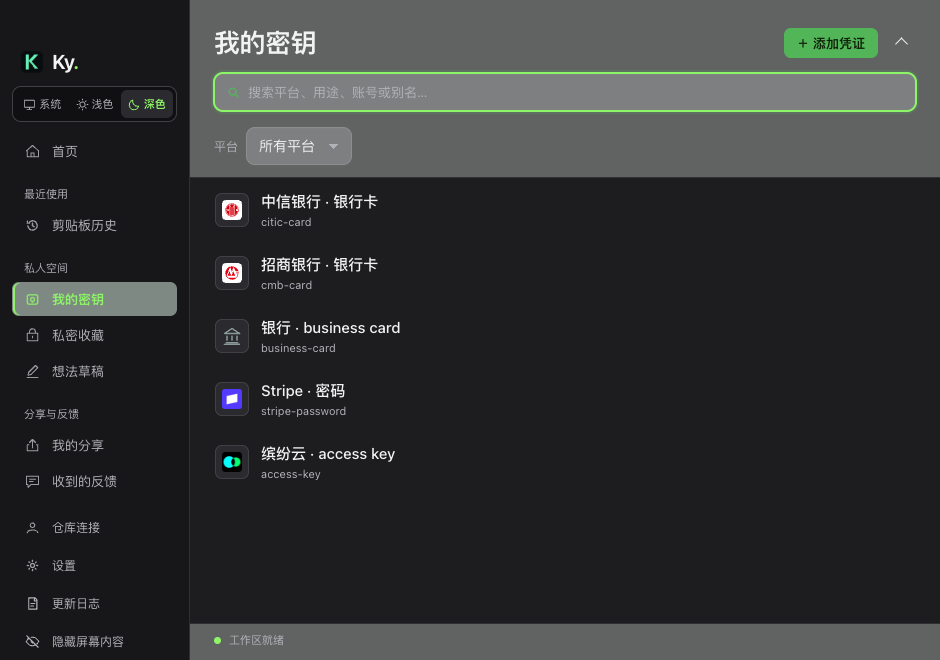 K Ky.
系统 浅色 深色
首页
最近使用
剪贴板历史
私人空间
我的密钥
私密收藏
想法草稿
分享与反馈
我的分享
收到的反馈
仓库连接
设置
更新日志
隐藏屏幕内容
我的密钥
+ 添加凭证
搜索平台、用途、账号或别名...
平台 所有平台
中信银行 · 银行卡
citic-card
招商银行 · 银行卡
cmb-card
银行 · business card
business-card
Stripe · 密码
stripe-password
缤纷云 · access key
access-key
工作区就绪